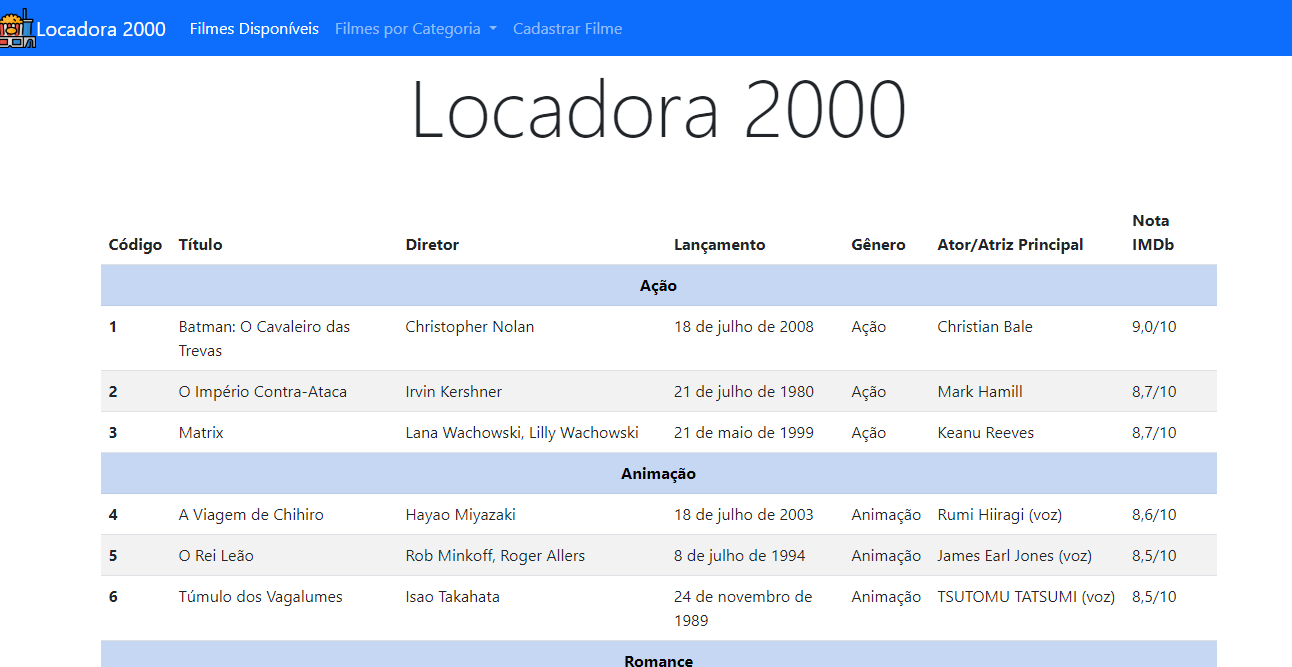 Locadora 2000 Filmes Disponíveis Filmes por Categoria Cadastrar Filme
Locadora 2000
Código Título Diretor Lançamento Gênero Ator/Atriz Principal Nota IMDb
Ação
1 Batman: O Cavaleiro das Trevas Christopher Nolan 18 de julho de 2008 Ação Christian Bale 9,0/10
2 O Império Contra-Ataca Irvin Kershner 21 de julho de 1980 Ação Mark Hamill 8,7/10
3 Matrix Lana Wachowski, Lilly Wachowski 21 de maio de 1999 Ação Keanu Reeves 8,7/10
Animação
4 A Viagem de Chihiro Hayao Miyazaki 18 de julho de 2003 Animação Rumi Hiiragi (voz) 8,6/10
5 O Rei Leão Rob Minkoff, Roger Allers 8 de julho de 1994 Animação James Earl Jones (voz) 8,5/10
6 Túmulo dos Vagalumes Isao Takahata 24 de novembro de 1989 Animação TSUTOMU TATSUMI (voz) 8,5/10
Romance